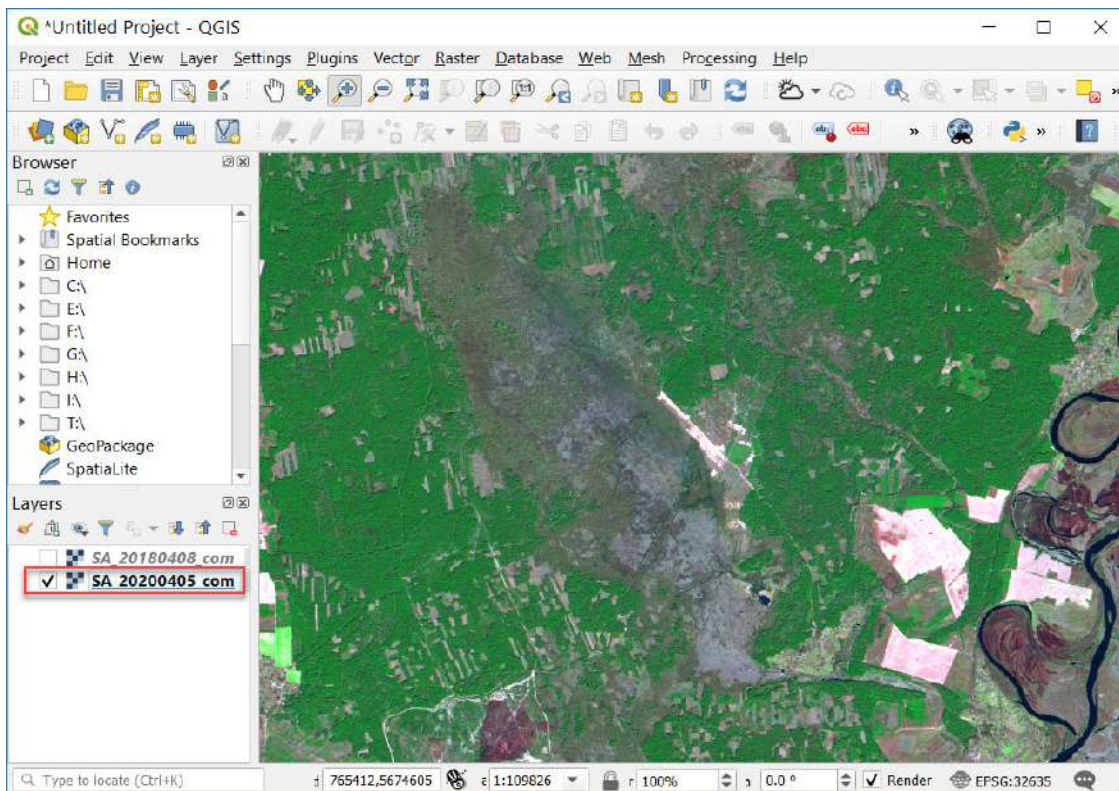 *Untitled Project - QGIS
Project Edit View Layer Settings Plugins Vector Raster Database Web Mesh Processing Help
Browser
Favorites
Spatial Bookmarks
Home
C:\
E:\
F:\
G:\
H:\
I:\
T:\
GeoPackage
SpatiaLite
Layers
SA_20180408_com
SA_20200405_com
Type to locate (Ctrl+K) 765412,5674605 1:109826 100% 0.0 ° Render EPSG:32635